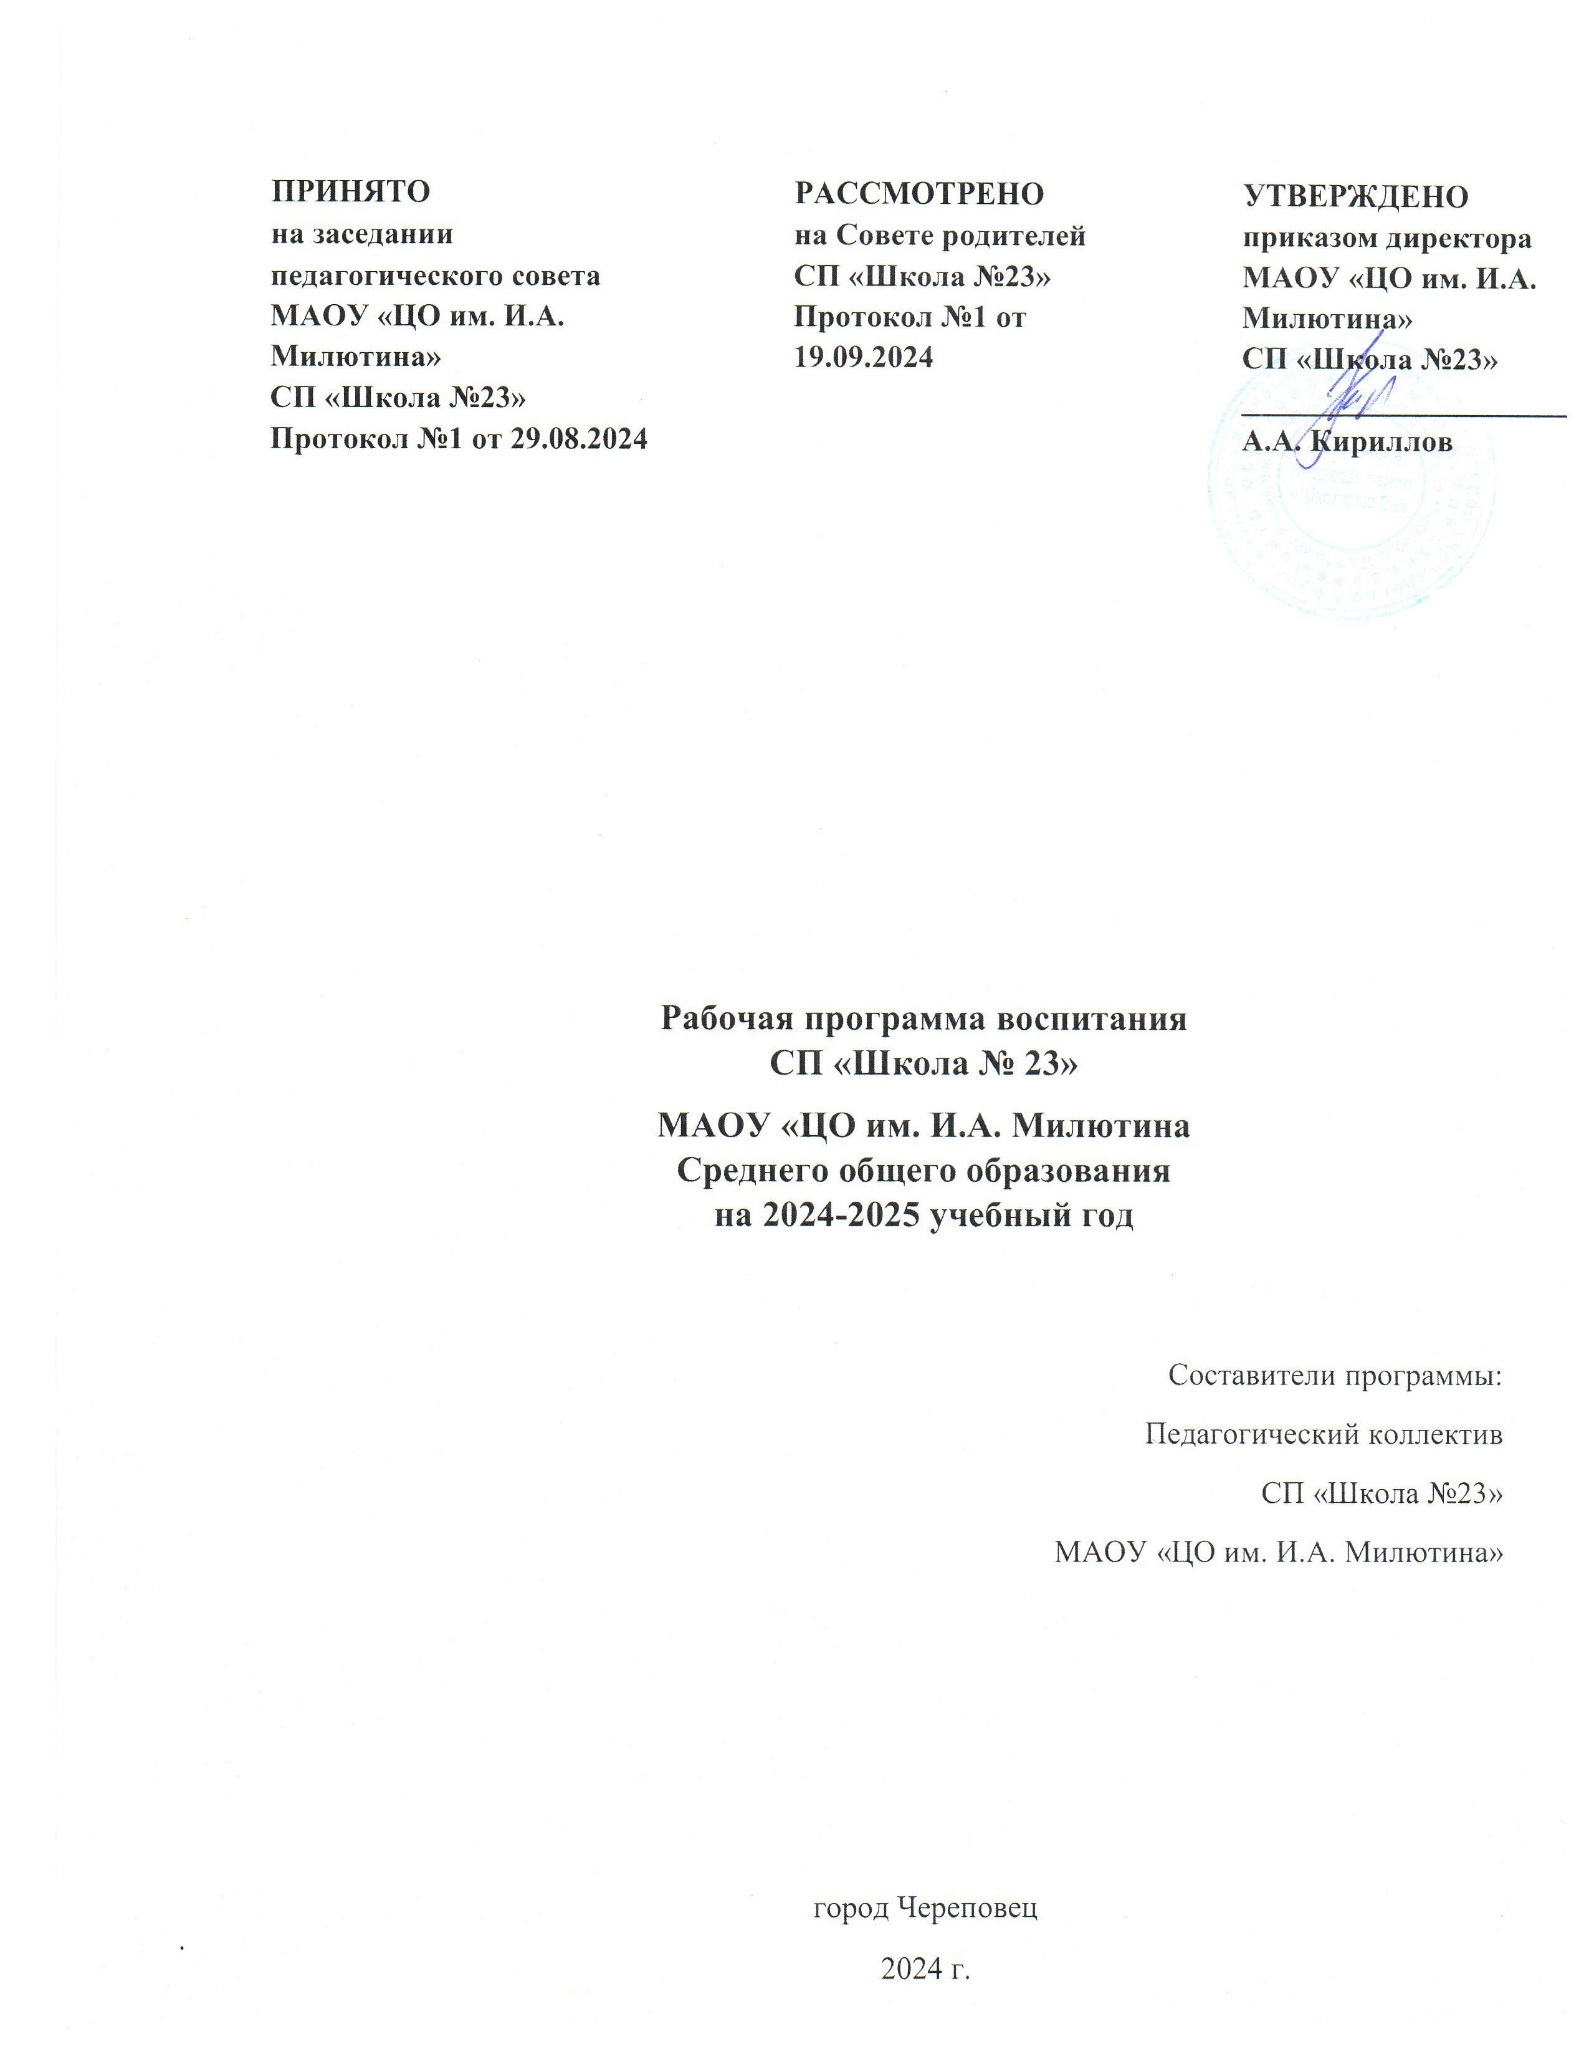 ПРИНЯТО
на заседании
педагогического совета
МАОУ «ЦО им. И.А.
Милютина»
СП «Школа №23»
Протокол №1 от 29.08.2024
РАССМОТРЕНО
на Совете родителей
СП «Школа №23»
Протокол №1 от
19.09.2024
УТВЕРЖДЕНО
приказом директора
МАОУ «ЦО им. И.А.
Милютина»
СП «Школа №23»
А.А. Кириллов
Рабочая программа воспитания
СП «Школа № 23»
МАОУ «ЦО им. И.А. Милютина
Среднего общего образования
на 2024-2025 учебный год
Составители программы:
Педагогический коллектив
СП «Школа №23»
МАОУ «ЦО им. И.А. Милютина»
город Череповец
2024 г.